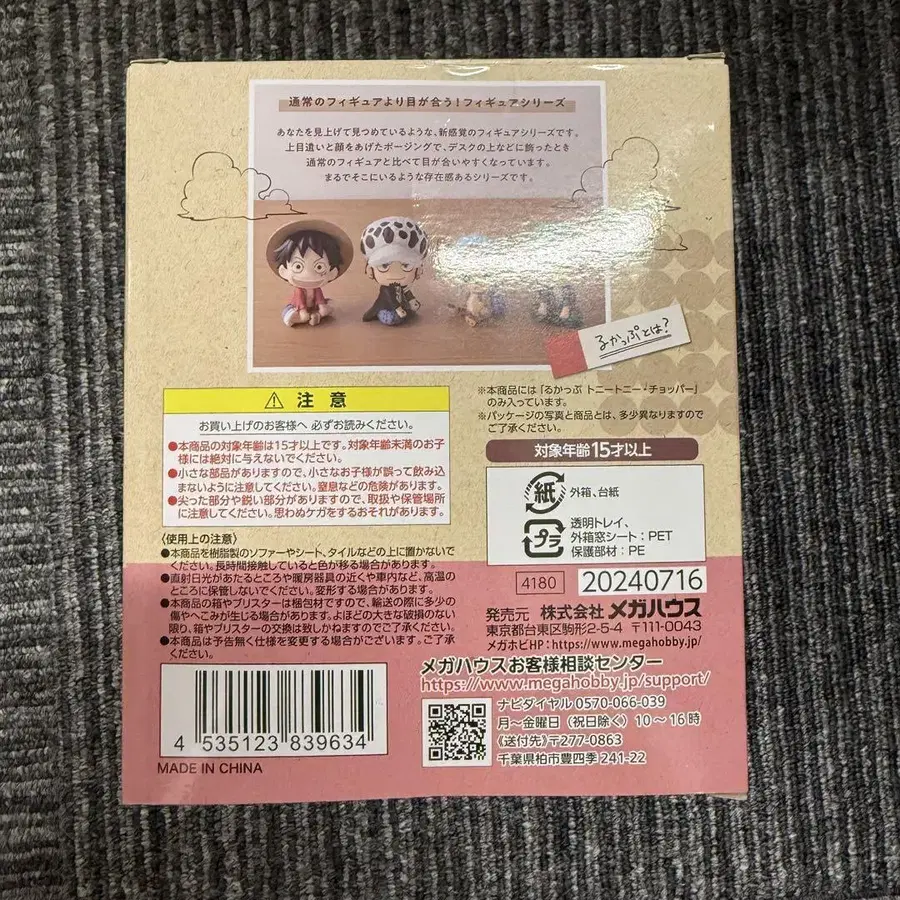 通常のフィギュアより目が合う!フィギュアシリーズ
あなたを見上げて見つめているような、新感覚のフィギュアシリーズです。
上目遣いと顔をあげたポージングで、デスクの上などに飾ったとき
通常のフィギュアと比べて目が合いやすくなっています。
まるでそこにいるような存在感あるシリーズです。
るかっぷとは?
⚠ 注意
お買い上げのお客様へ 必ずお読みください。
●本商品の対象年齢は15才以上です。対象年齢未満のお子
様には絶対に与えないでください。
●小さな部品がありますので、小さなお子様が誤って飲み込
まないように注意してください。窒息などの危険があります。
●尖った部分や鋭い部分がありますので、取扱や保管場所
に注意してください。思わぬケガをするおそれがあります。
〈使用上の注意〉
●本商品を樹脂製のソファーやシート、タイルなどの上に置かないで
ください。長時間接触していると色が移る場合があります。
●直射日光があたるところや暖房器具の近くや車内など、高温の
ところに保管しないでください。変形する場合があります。
●本商品の箱やブリスターは梱包材ですので、輸送の際に多少の
傷やへこみが生じる場合があります。よほどの大きな破損のない
限り、箱やブリスターの交換は致しかねますのでご了承ください。
●本商品は予告無く仕様を変更する場合がございます。ご了承
ください。
4 535123 839634
MADE IN CHINA
※本商品には「るかっぷ トニートニー・チョッパー」
のみ入っています。
※パッケージの写真と商品とは、多少異なりますので
ご了承ください。
対象年齢15才以上
紙 外箱、台紙
プラ 透明トレイ、
外箱窓シート:PET
保護部材:PE
4180 20240716
発売元 株式会社 メガハウス
東京都台東区駒形2-5-4 〒111-0043
メガホビHP:https://www.megahobby.jp/
メガハウスお客様相談センター
https://www.megahobby.jp/support/
ナビダイヤル 0570-066-039
月〜金曜日(祝日除く)10〜16時
《送付先》〒277-0863
千葉県柏市豊四季241-22